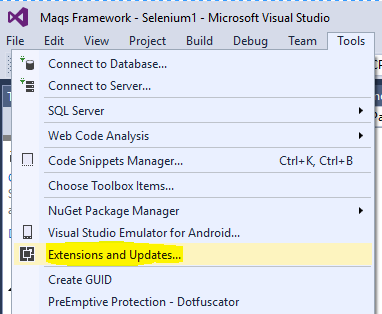 Maqs Framework - Selenium1 - Microsoft Visual Studio
File Edit View Project Build Debug Team Tools
Connect to Database...
Connect to Server...
SQL Server
Web Code Analysis
Code Snippets Manager... Ctrl+K, Ctrl+B
Choose Toolbox Items...
NuGet Package Manager
Visual Studio Emulator for Android...
Extensions and Updates...
Create GUID
PreEmptive Protection - Dotfuscator